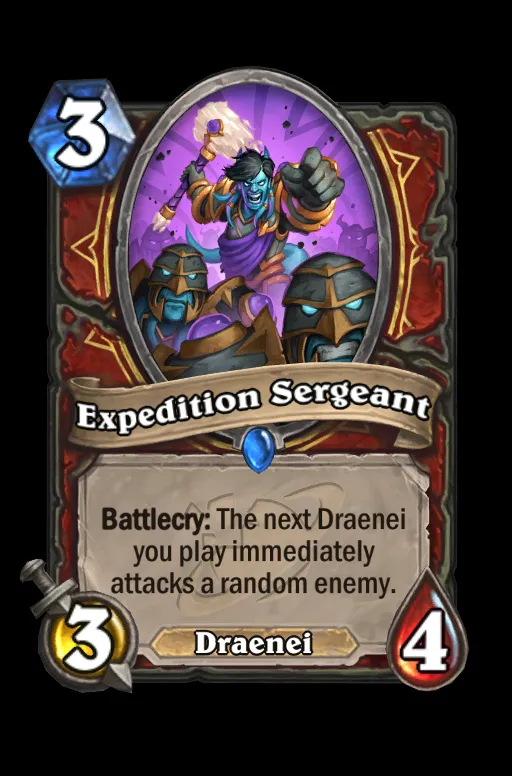 3
Expedition Sergeant
Battlecry: The next Draenei
you play immediately
attacks a random enemy.
3
Draenei
4